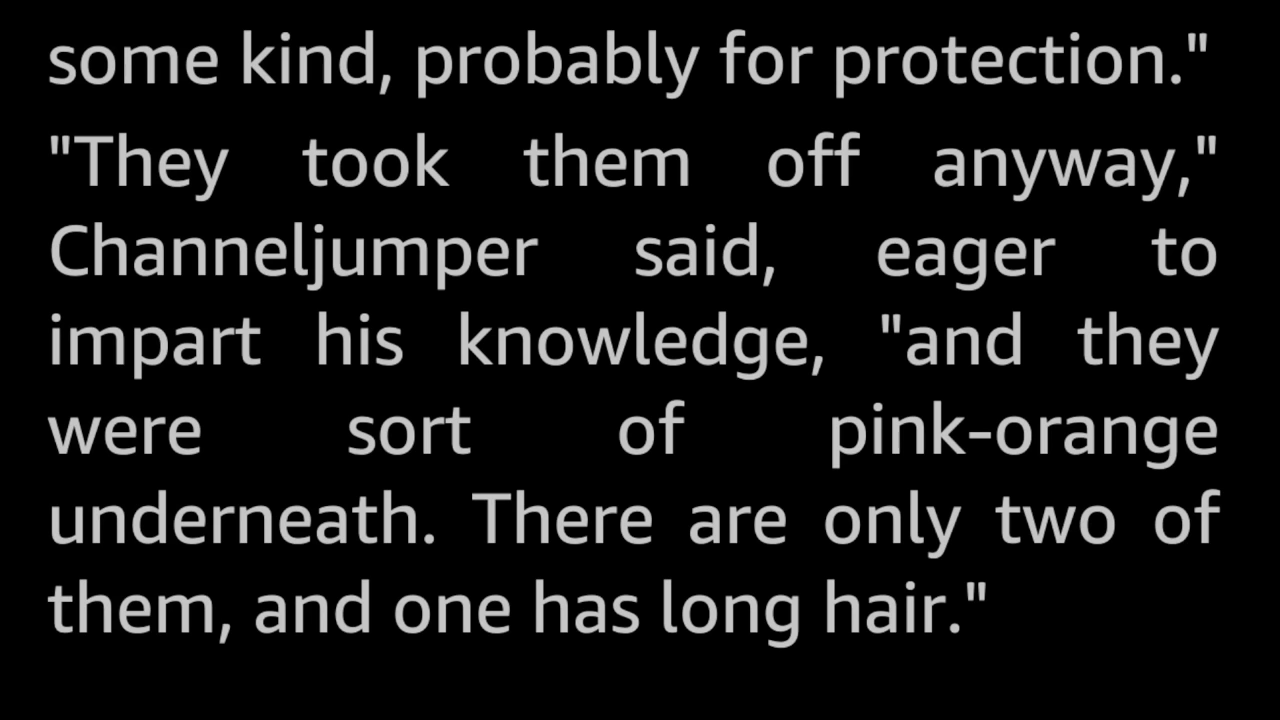 some kind, probably for protection."
"They took them off anyway,"
Channeljumper said, eager to
impart his knowledge, "and they
were sort of pink-orange
underneath. There are only two of
them, and one has long hair."